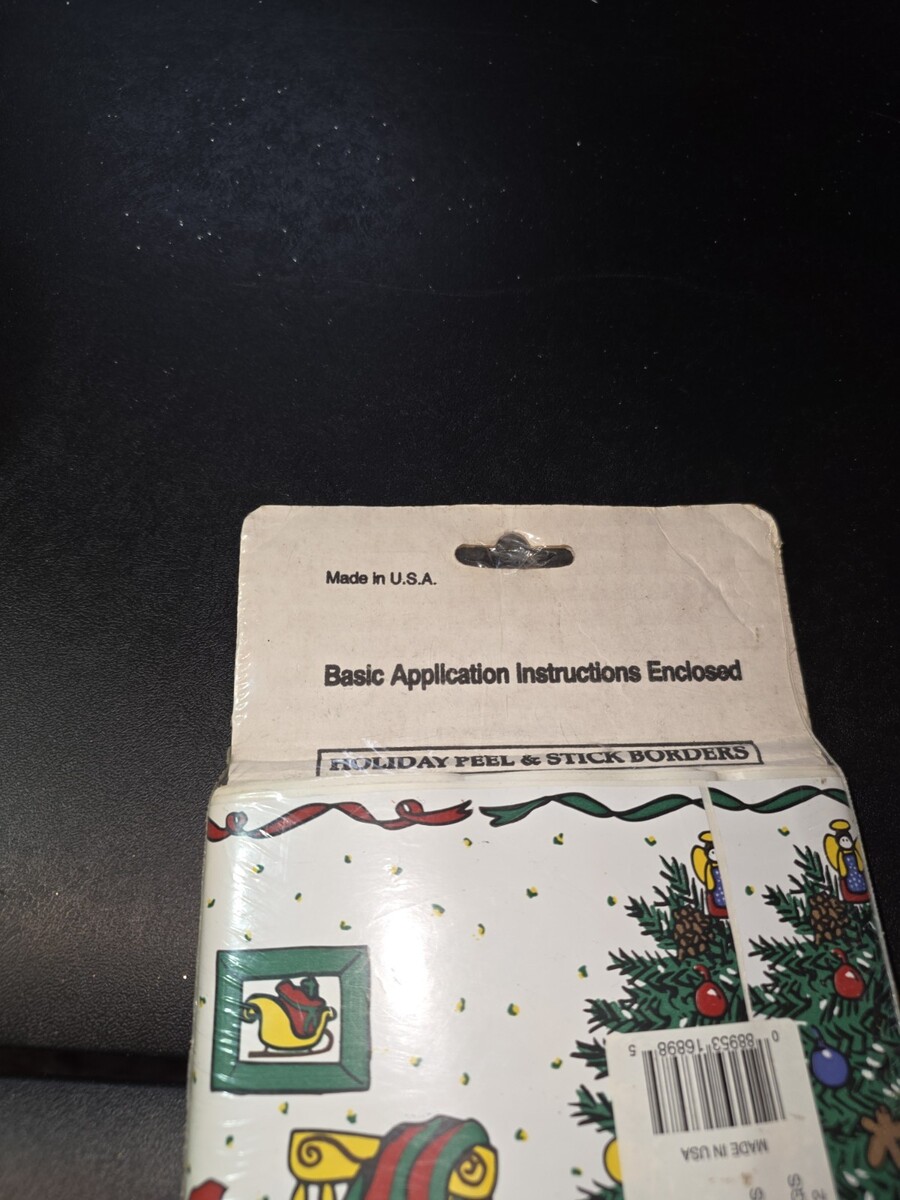 Made in U.S.A.
Basic Application Instructions Enclosed
HOLIDAY PEEL & STICK BORDERS
0 88953 16898 5
MADE IN USA